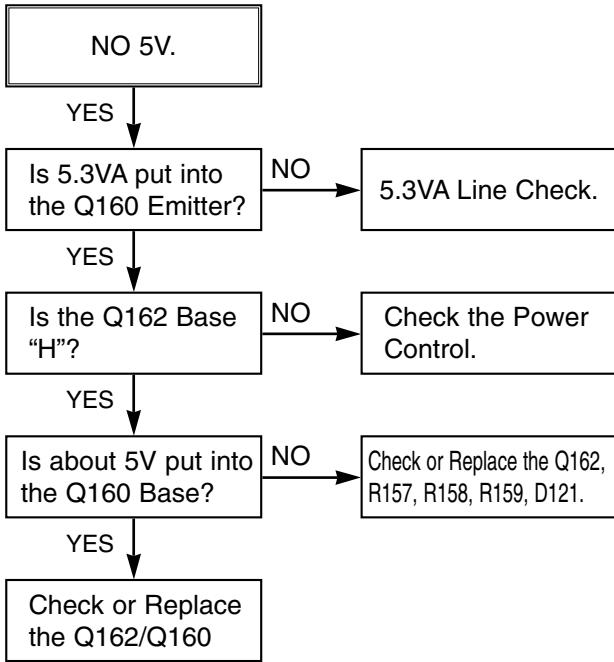 NO 5V.
YES
Is 5.3VA put into
the Q160 Emitter?
NO
5.3VA Line Check.
YES
Is the Q162 Base
“H”?
NO
Check the Power
Control.
YES
Is about 5V put into
the Q160 Base?
NO
Check or Replace the Q162,
R157, R158, R159, D121.
YES
Check or Replace
the Q162/Q160